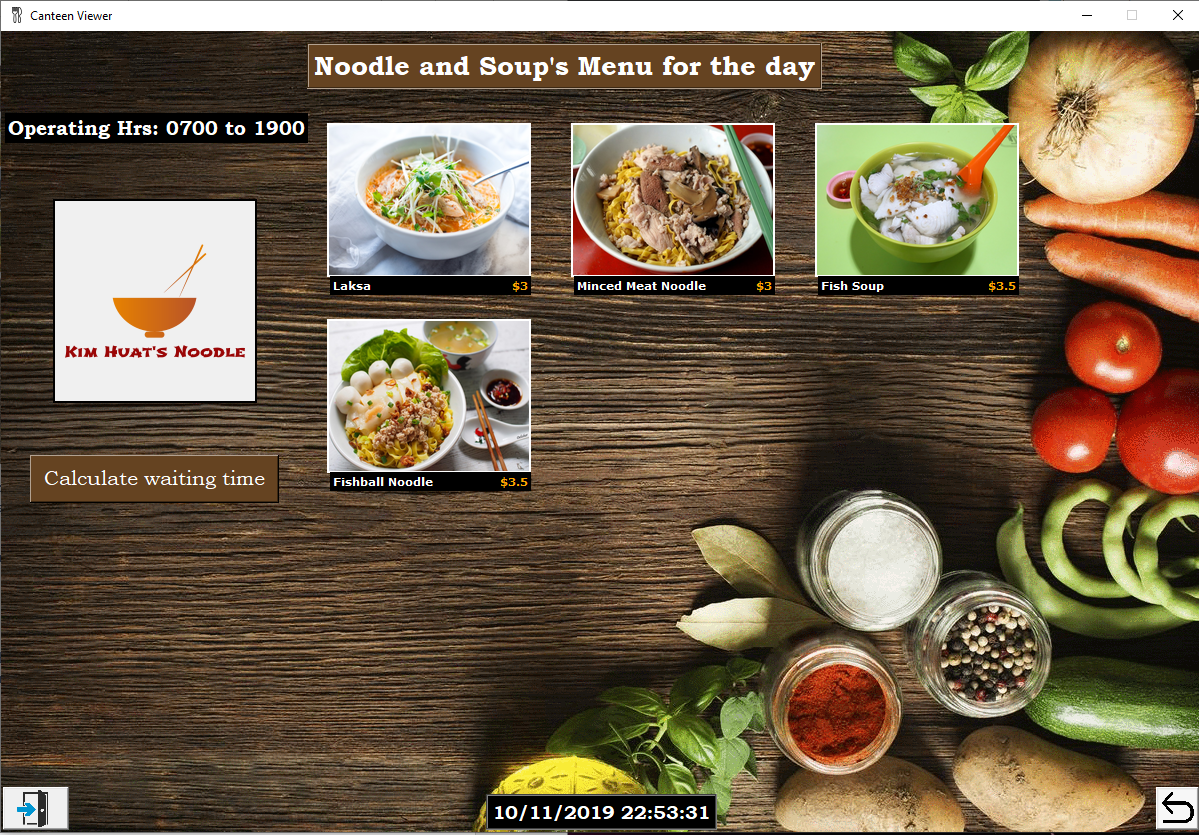 Canteen Viewer
Noodle and Soup's Menu for the day
Operating Hrs: 0700 to 1900
KIM HUAT'S NOODLE
Laksa $3
Minced Meat Noodle $3
Fish Soup $3.5
Calculate waiting time
Fishball Noodle $3.5
10/11/2019 22:53:31